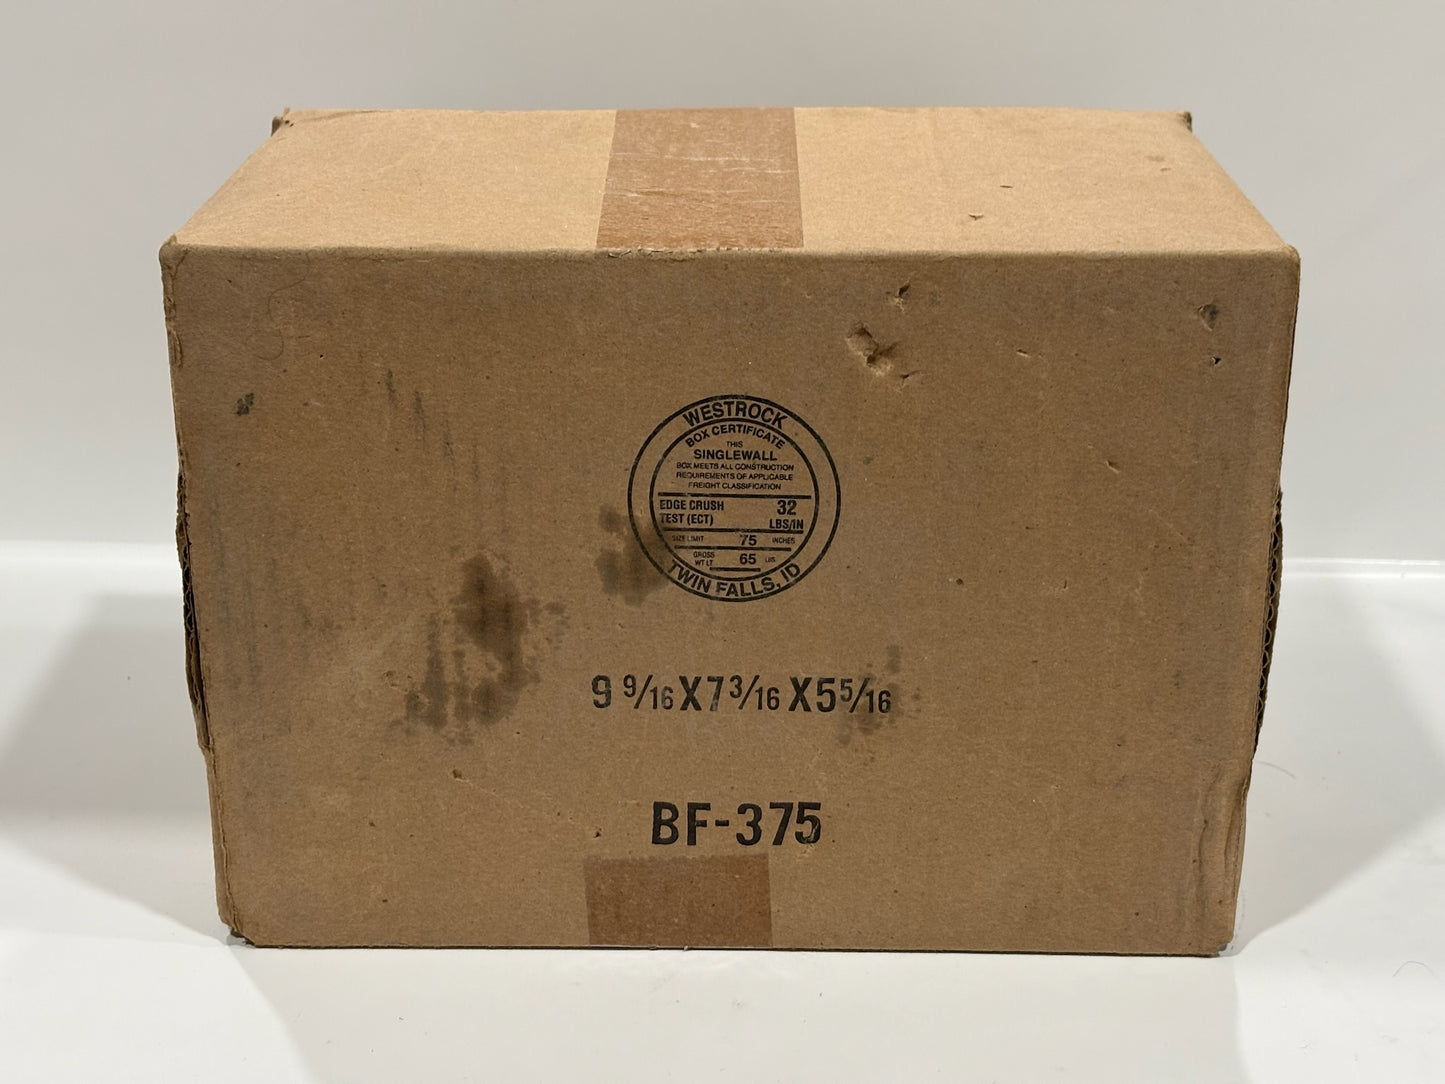 WESTROCK
BOX CERTIFICATE
THIS
SINGLEWALL
BOX MEETS ALL CONSTRUCTION
REQUIREMENTS OF APPLICABLE
FREIGHT CLASSIFICATION
EDGE CRUSH TEST (ECT) 32 LBS/IN
SIZE LIMIT 75 INCHES
GROSS WT LT 65 LBS
TWIN FALLS, ID
9 9/16 X 7 3/16 X 5 5/16
BF-375